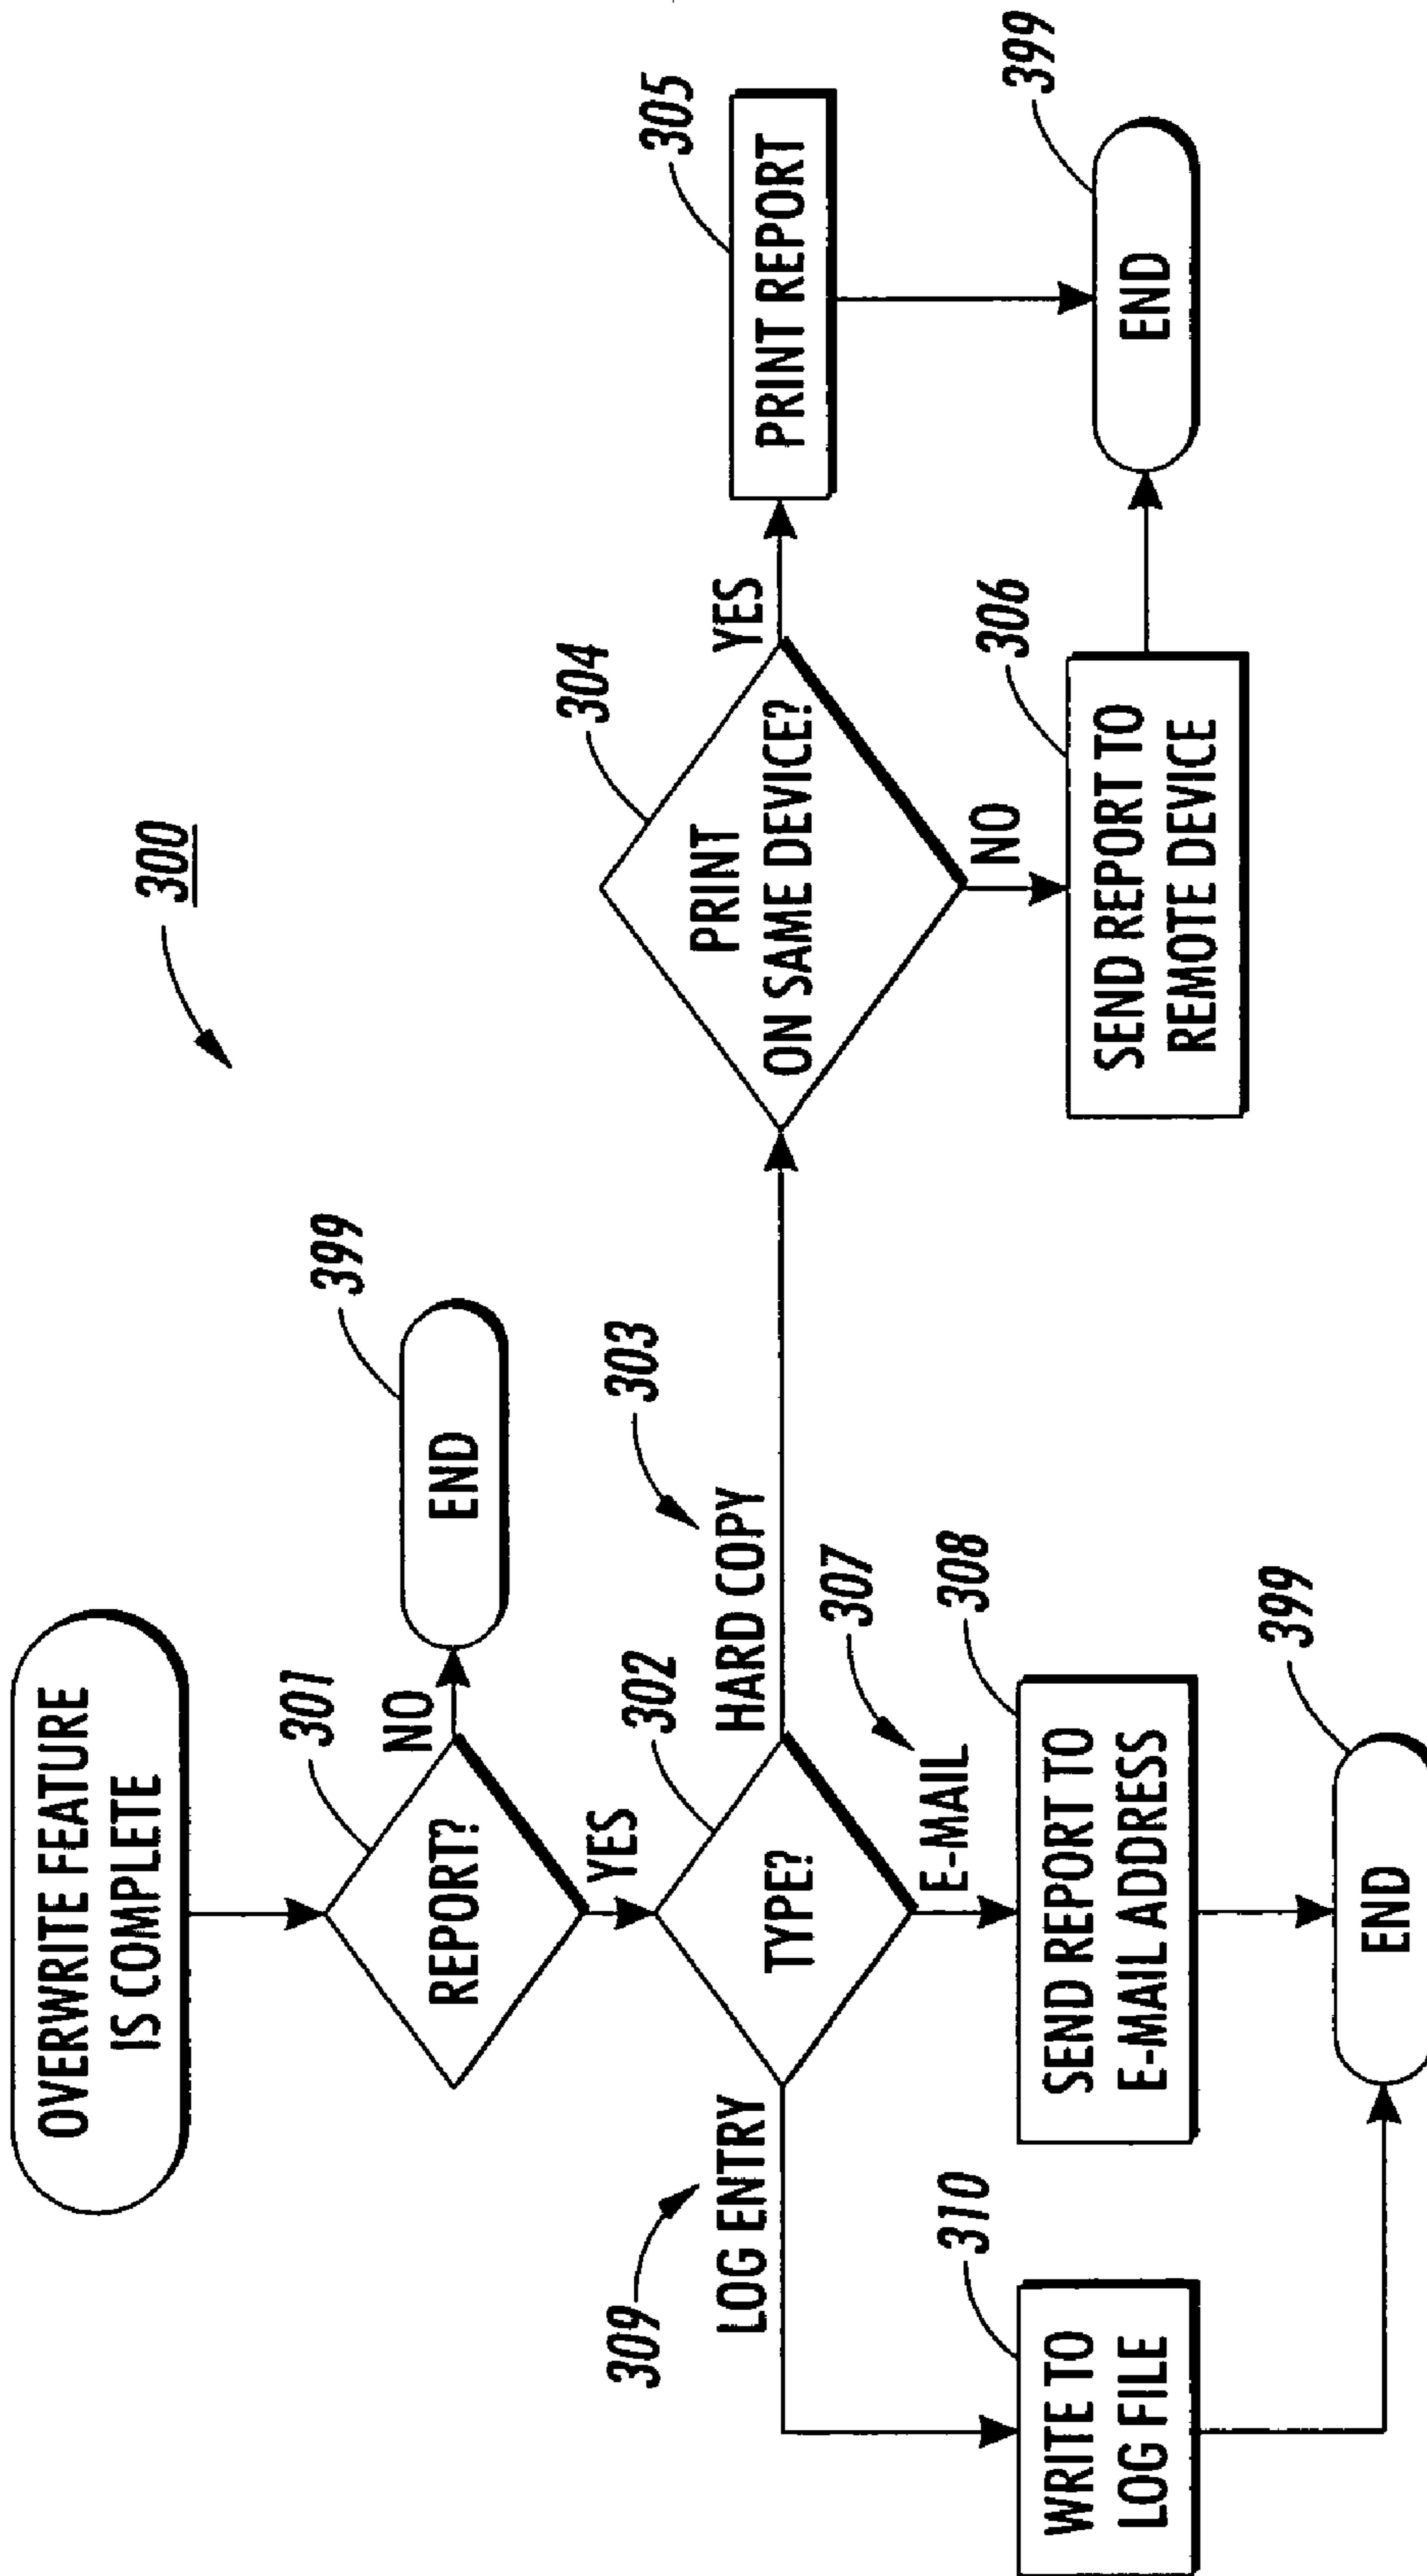 300
OVERWRITE FEATURE
IS COMPLETE
301
REPORT?
NO
399
END
YES
302
TYPE?
303
HARD COPY
304
PRINT
ON SAME DEVICE?
YES
305
PRINT REPORT
NO
306
SEND REPORT TO
REMOTE DEVICE
399
END
307
E-MAIL
308
SEND REPORT TO
E-MAIL ADDRESS
309
LOG ENTRY
310
WRITE TO
LOG FILE
399
END